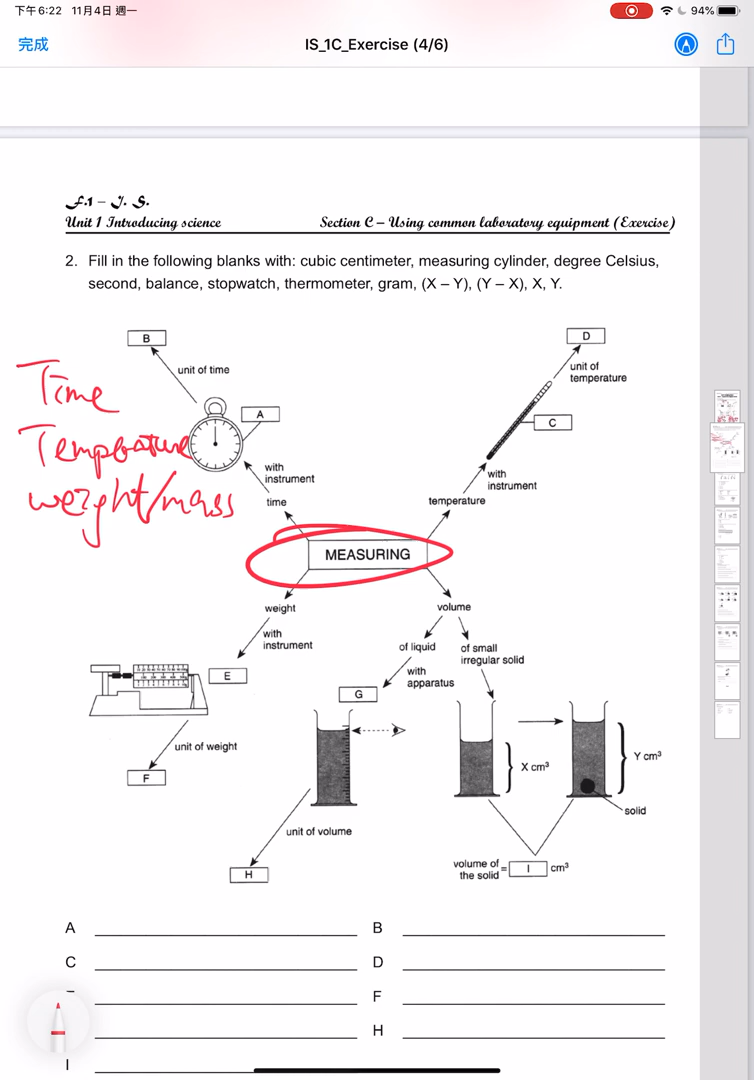 下午6:22 11月4日 週一
94%
完成
IS_1C_Exercise (4/6)
F.1 – I. S.
Unit 1 Introducing science
Section C – Using common laboratory equipment (Exercise)
2. Fill in the following blanks with: cubic centimeter, measuring cylinder, degree Celsius,
second, balance, stopwatch, thermometer, gram, (X – Y), (Y – X), X, Y.
B
D
unit of time
unit of
temperature
Time
A
C
Temperature
with
instrument
with
instrument
weight/mass
time
temperature
MEASURING
weight
volume
with
instrument
of liquid
of small
irregular solid
with
apparatus
E
G
unit of weight
X cm³
Y cm³
F
solid
unit of volume
H
volume of
the solid
= I cm³
A
B
C
D
F
H
I